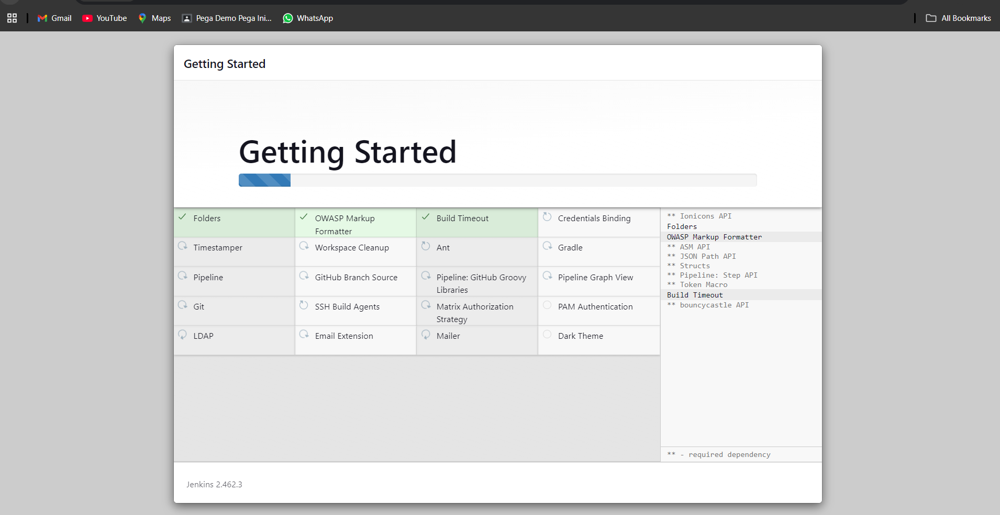 Gmail
YouTube
Maps
Pega Demo Pega Ini...
WhatsApp
All Bookmarks
Getting Started
Getting Started
Folders
OWASP Markup
Formatter
Build Timeout
Credentials Binding
Timestamper
Workspace Cleanup
Ant
Gradle
Pipeline
GitHub Branch Source
Pipeline: GitHub Groovy
Libraries
Pipeline Graph View
Git
SSH Build Agents
Matrix Authorization
Strategy
PAM Authentication
LDAP
Email Extension
Mailer
Dark Theme
** Ionicons API
Folders
OWASP Markup Formatter
** ASM API
** JSON Path API
** Structs
** Pipeline: Step API
** Token Macro
Build Timeout
** bouncycastle API
** - required dependency
Jenkins 2.462.3